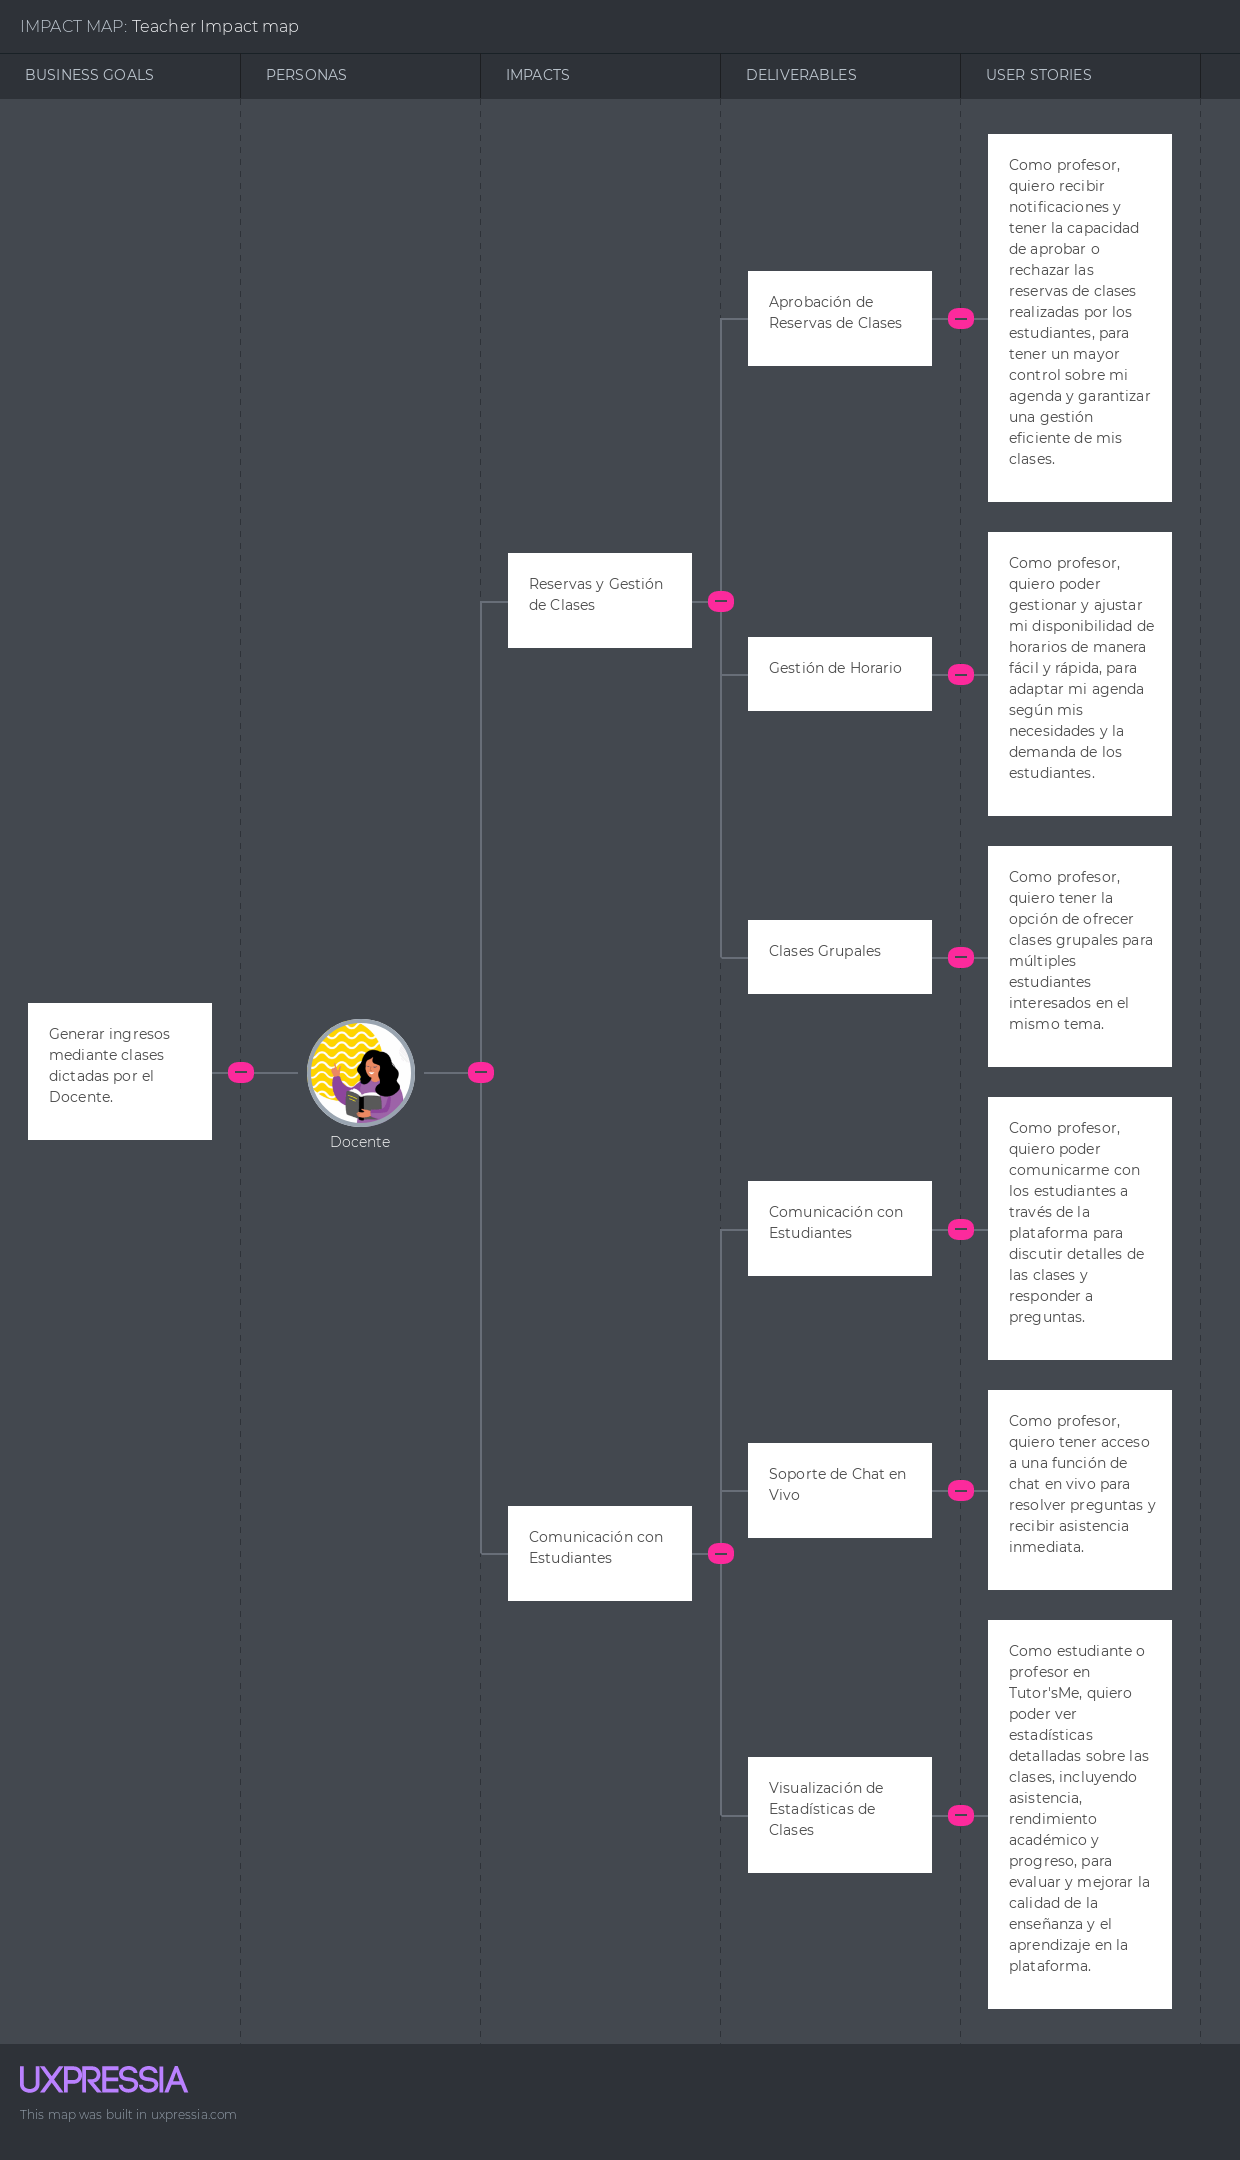 IMPACT MAP: Teacher Impact map
BUSINESS GOALS
PERSONAS
IMPACTS
DELIVERABLES
USER STORIES
Generar ingresos
mediante clases
dictadas por el
Docente.
Docente
Reservas y Gestión
de Clases
Aprobación de
Reservas de Clases
Como profesor,
quiero recibir
notificaciones y
tener la capacidad
de aprobar o
rechazar las
reservas de clases
realizadas por los
estudiantes, para
tener un mayor
control sobre mi
agenda y garantizar
una gestión
eficiente de mis
clases.
Gestión de Horario
Como profesor,
quiero poder
gestionar y ajustar
mi disponibilidad de
horarios de manera
fácil y rápida, para
adaptar mi agenda
según mis
necesidades y la
demanda de los
estudiantes.
Clases Grupales
Como profesor,
quiero tener la
opción de ofrecer
clases grupales para
múltiples
estudiantes
interesados en el
mismo tema.
Comunicación con
Estudiantes
Comunicación con
Estudiantes
Como profesor,
quiero poder
comunicarme con
los estudiantes a
través de la
plataforma para
discutir detalles de
las clases y
responder a
preguntas.
Soporte de Chat en
Vivo
Como profesor,
quiero tener acceso
a una función de
chat en vivo para
resolver preguntas y
recibir asistencia
inmediata.
Visualización de
Estadísticas de
Clases
Como estudiante o
profesor en
Tutor'sMe, quiero
poder ver
estadísticas
detalladas sobre las
clases, incluyendo
asistencia,
rendimiento
académico y
progreso, para
evaluar y mejorar la
calidad de la
enseñanza y el
aprendizaje en la
plataforma.
UXPRESSIA
This map was built in uxpressia.com